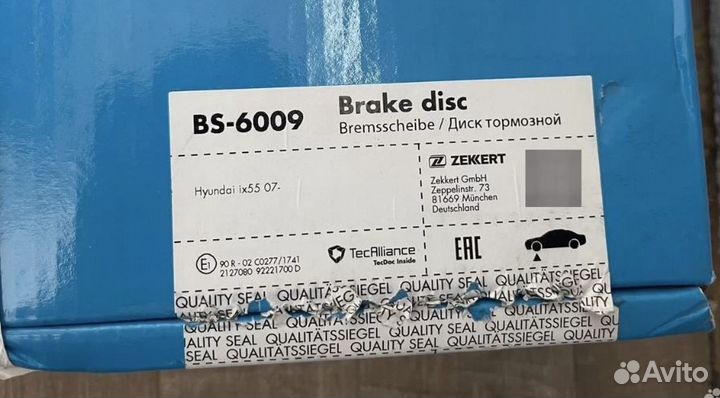 BS-6009
Brake disc
Bremsscheibe / Диск тормозной
Hyundai ix55 07-
ZEKKERT
Zekkert GmbH
Zeppelinstr. 73
81669 München
Deutschland
E1 90 R - 02 C0277/1741
2127080 92221700 D
TecAlliance
TecDoc Inside
EAC
QUALITY SEAL QUALITÄTSSIEGEL QUALITY SEAL QUALITÄTSSIEGEL
SEAL QUALITÄTSSIEGEL QUALITY SEAL QUALITÄTSSIEGEL
Avito